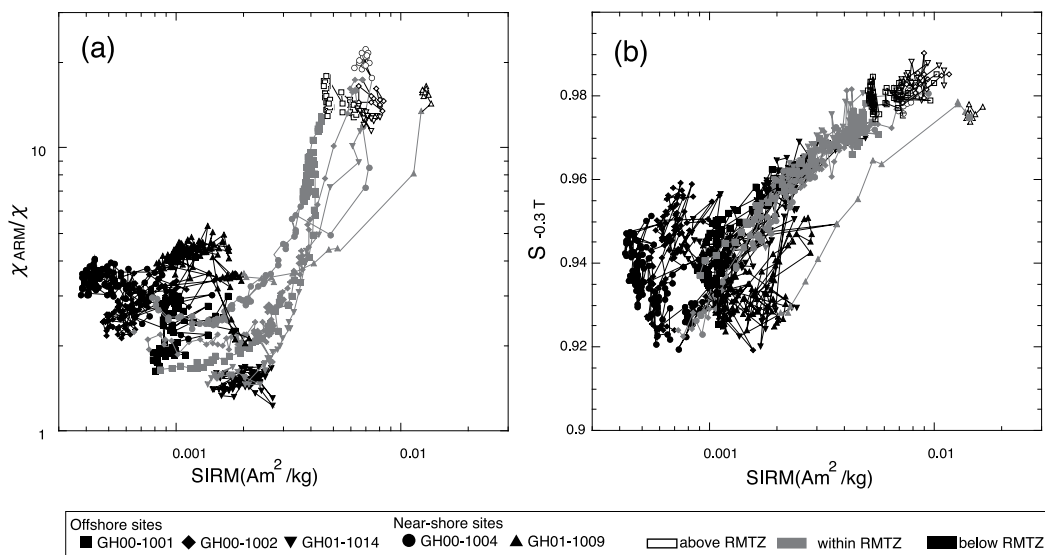 (a)
10
1
χARM/χ
0.001
0.01
SIRM(Am²/kg)
(b)
0.98
0.96
0.94
0.92
0.9
S -0.3 T
0.001
0.01
SIRM(Am²/kg)
Offshore sites
GH00-1001 GH00-1002 GH01-1014
Near-shore sites
GH00-1004 GH01-1009
above RMTZ within RMTZ below RMTZ